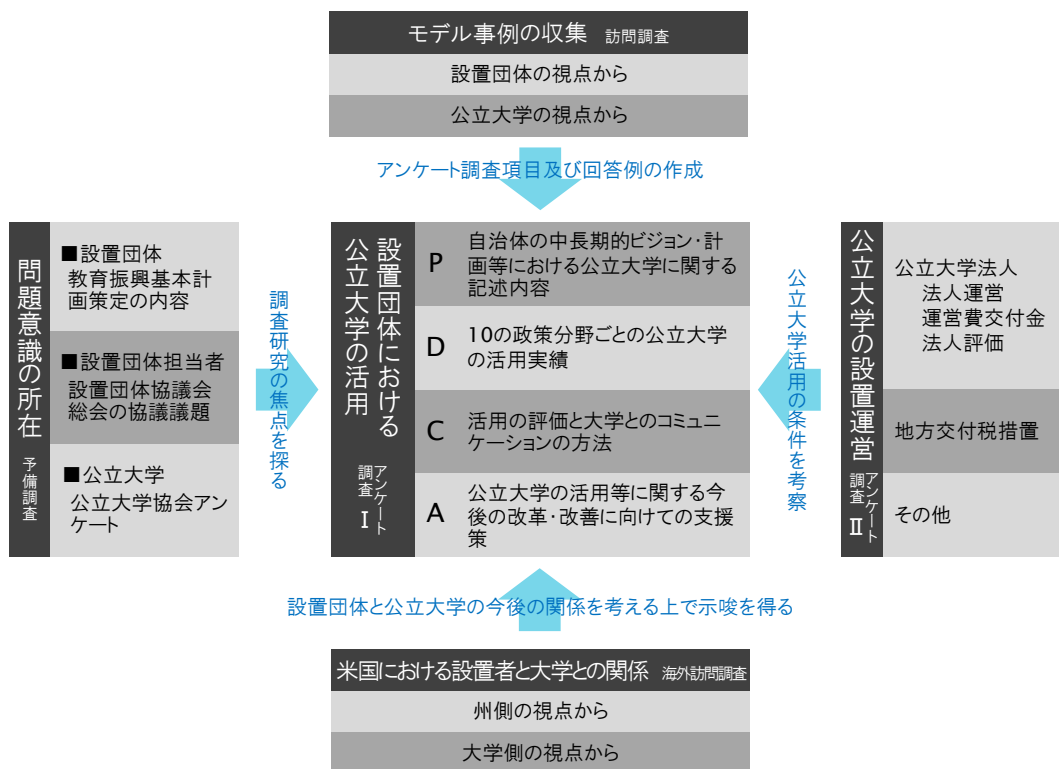 モデル事例の収集 訪問調査
設置団体の視点から
公立大学の視点から
アンケート調査項目及び回答例の作成
問題意識の所在 予備調査
■設置団体
教育振興基本計
画策定の内容
■設置団体担当者
設置団体協議会
総会の協議議題
■公立大学
公立大学協会アン
ケート
調査研究の焦点を探る
設置団体における
公立大学の活用
アンケート
調査Ⅰ
P
自治体の中長期的ビジョン・計
画等における公立大学に関する
記述内容
D
10の政策分野ごとの公立大学
の活用実績
C
活用の評価と大学とのコミュニ
ケーションの方法
A
公立大学の活用等に関する今
後の改革・改善に向けての支援
策
公立大学活用の条件を考察
公立大学の設置運営
アンケート
調査Ⅱ
公立大学法人
法人運営
運営費交付金
法人評価
地方交付税措置
その他
設置団体と公立大学の今後の関係を考える上で示唆を得る
米国における設置者と大学との関係 海外訪問調査
州側の視点から
大学側の視点から